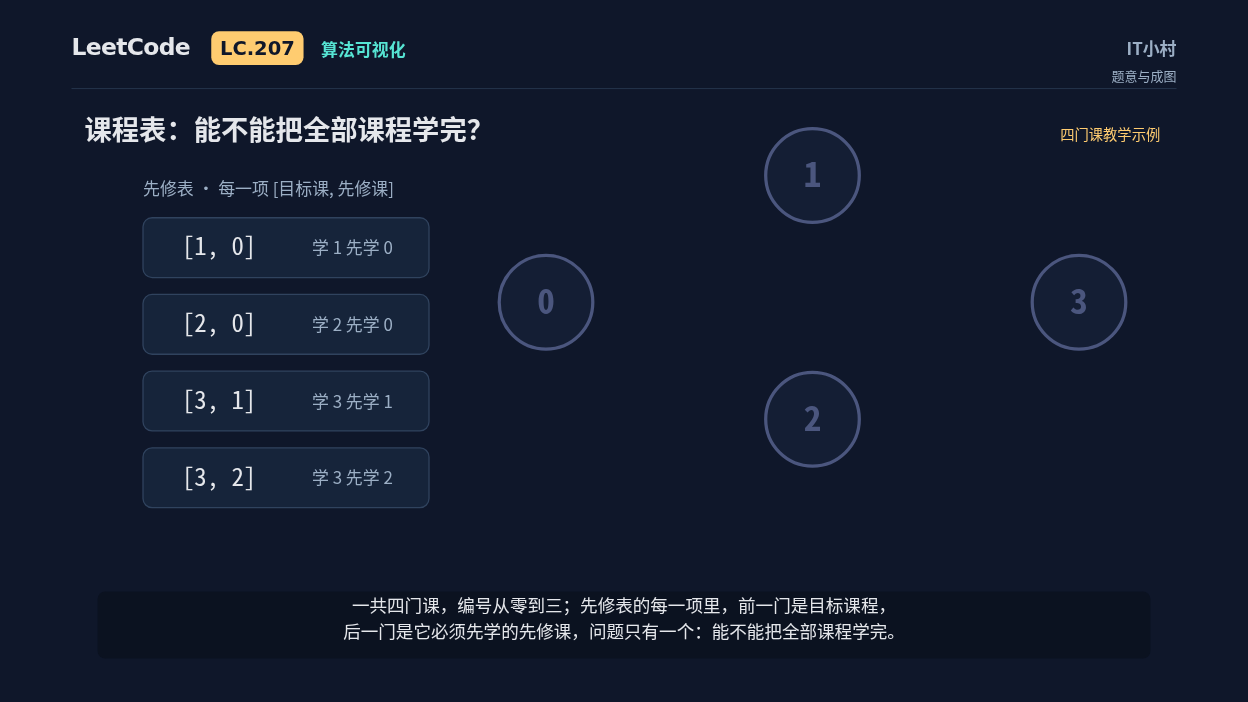 LeetCode LC.207 算法可视化
IT小村
题意与成图
课程表：能不能把全部课程学完？
四门课教学示例
先修表 · 每一项 [目标课, 先修课]
[1, 0] 学 1 先学 0
[2, 0] 学 2 先学 0
[3, 1] 学 3 先学 1
[3, 2] 学 3 先学 2
1
0
3
2
一共四门课，编号从零到三；先修表的每一项里，前一门是目标课程，
后一门是它必须先学的先修课，问题只有一个：能不能把全部课程学完。